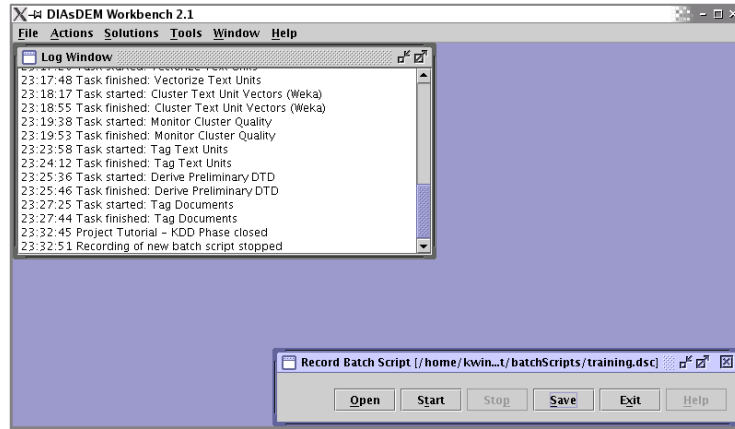 DIAsDEM Workbench 2.1
File Actions Solutions Tools Window Help
Log Window
23:17:48 Task finished: Vectorize Text Units
23:18:17 Task started: Cluster Text Unit Vectors (Weka)
23:18:55 Task finished: Cluster Text Unit Vectors (Weka)
23:19:38 Task started: Monitor Cluster Quality
23:19:53 Task finished: Monitor Cluster Quality
23:23:58 Task started: Tag Text Units
23:24:12 Task finished: Tag Text Units
23:25:36 Task started: Derive Preliminary DTD
23:25:46 Task finished: Derive Preliminary DTD
23:27:25 Task started: Tag Documents
23:27:44 Task finished: Tag Documents
23:32:45 Project Tutorial – KDD Phase closed
23:32:51 Recording of new batch script stopped
Record Batch Script [/home/kwin...t/batchScripts/training.dsc]
Open Start Stop Save Exit Help